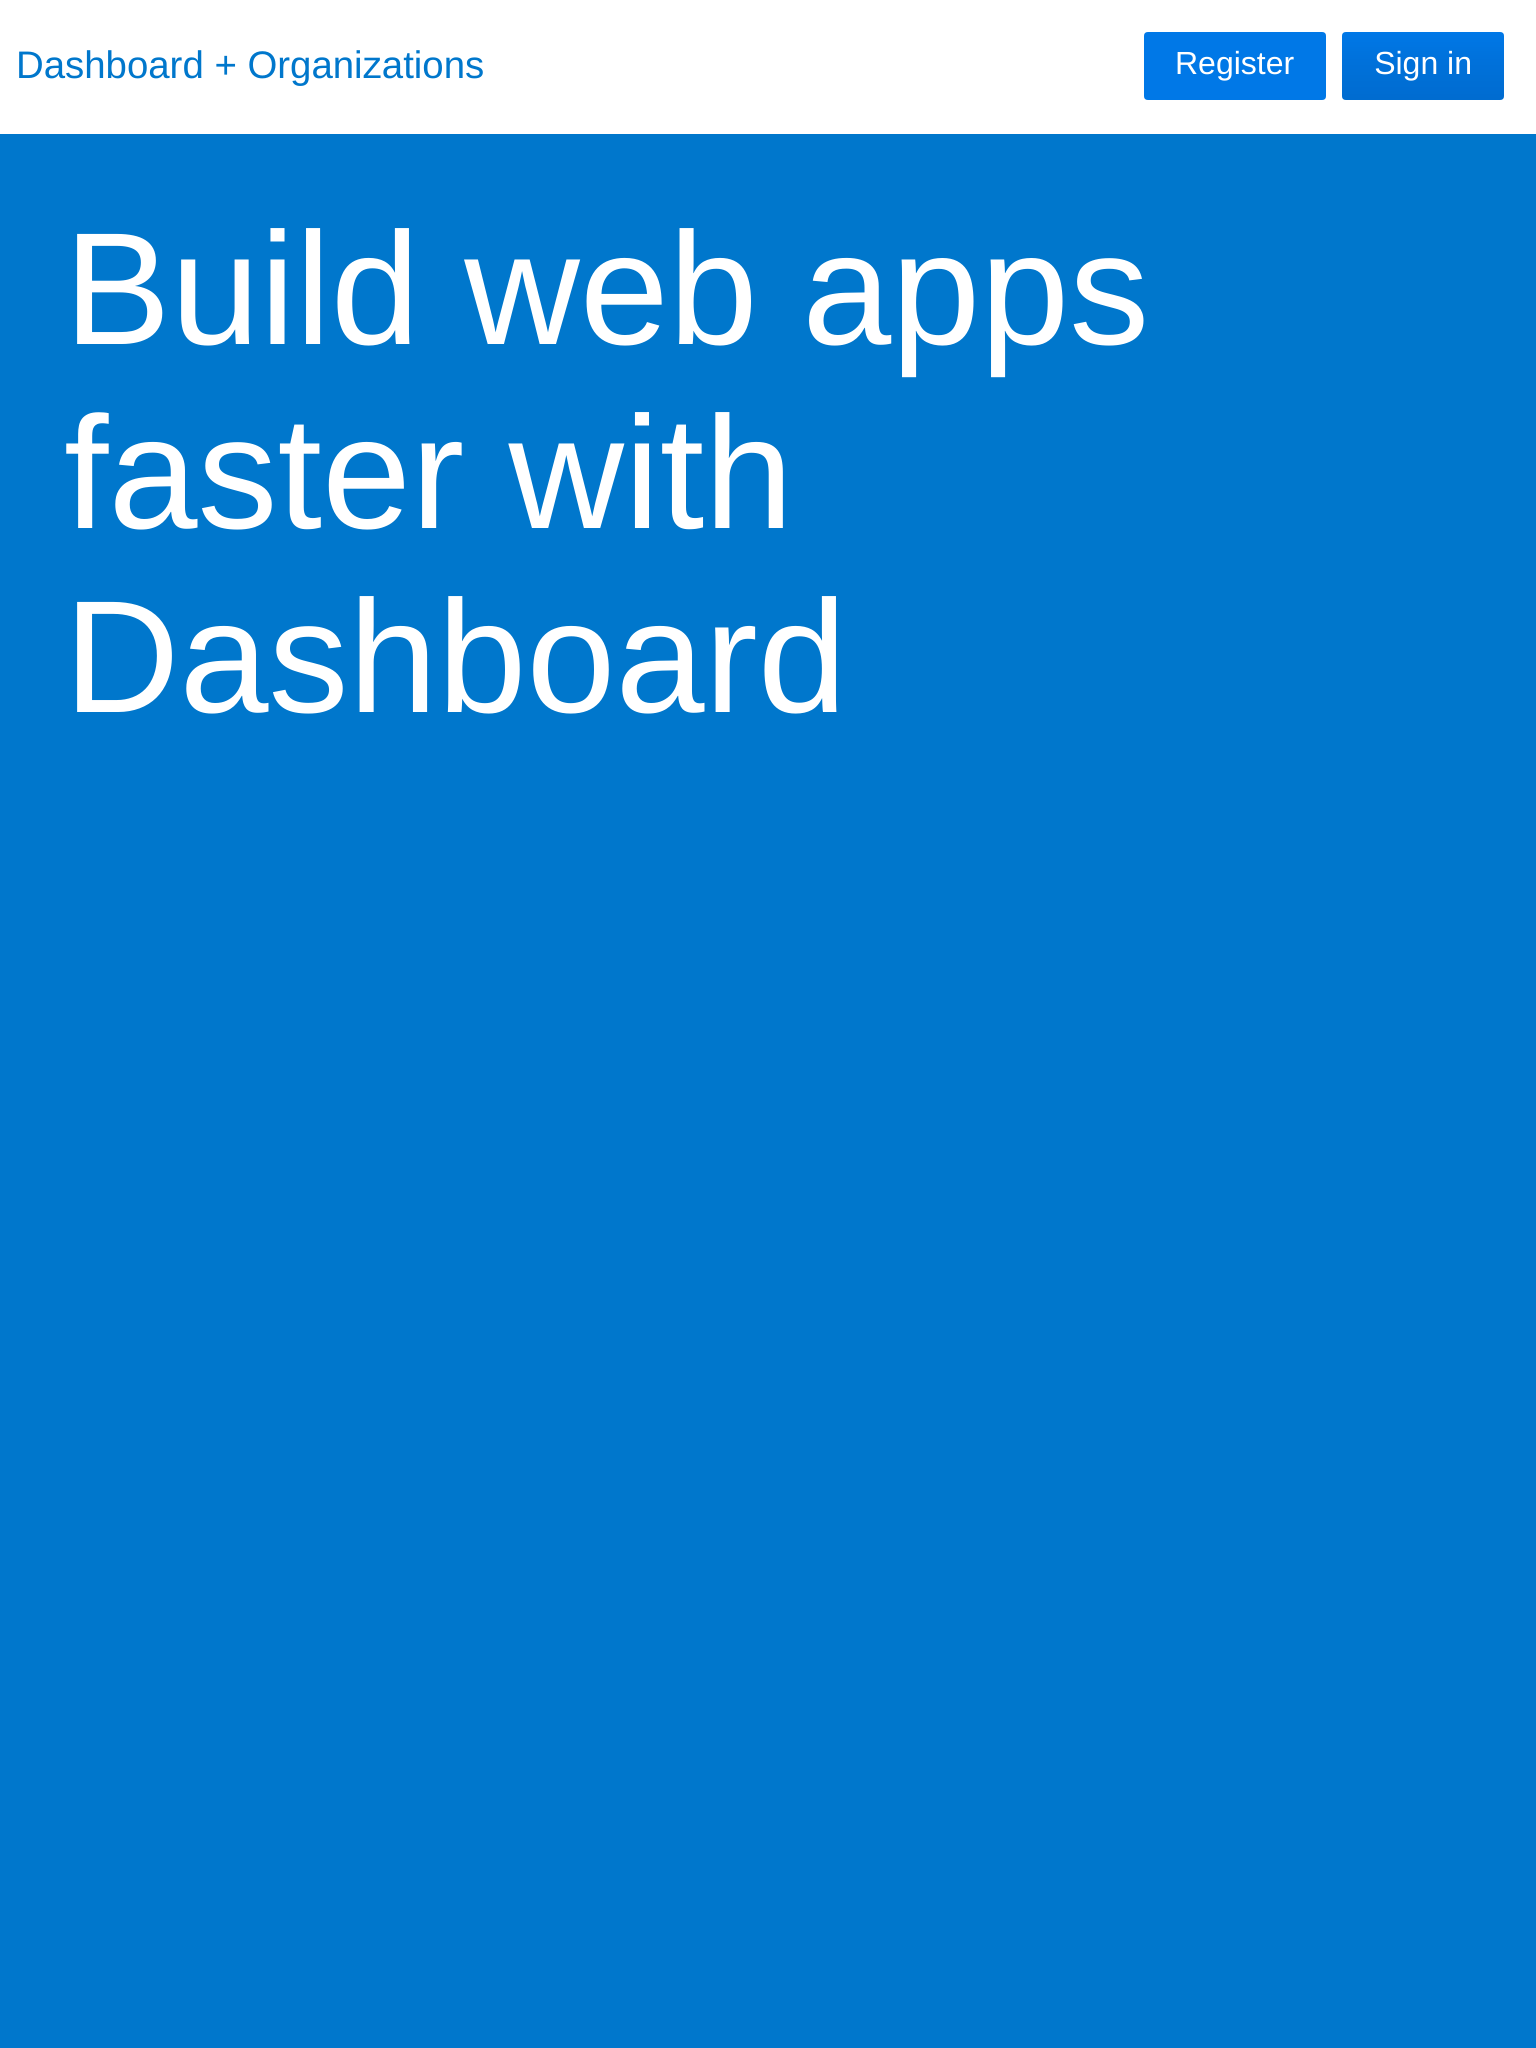 Dashboard + Organizations
Register
Sign in
Build web apps
faster with
Dashboard